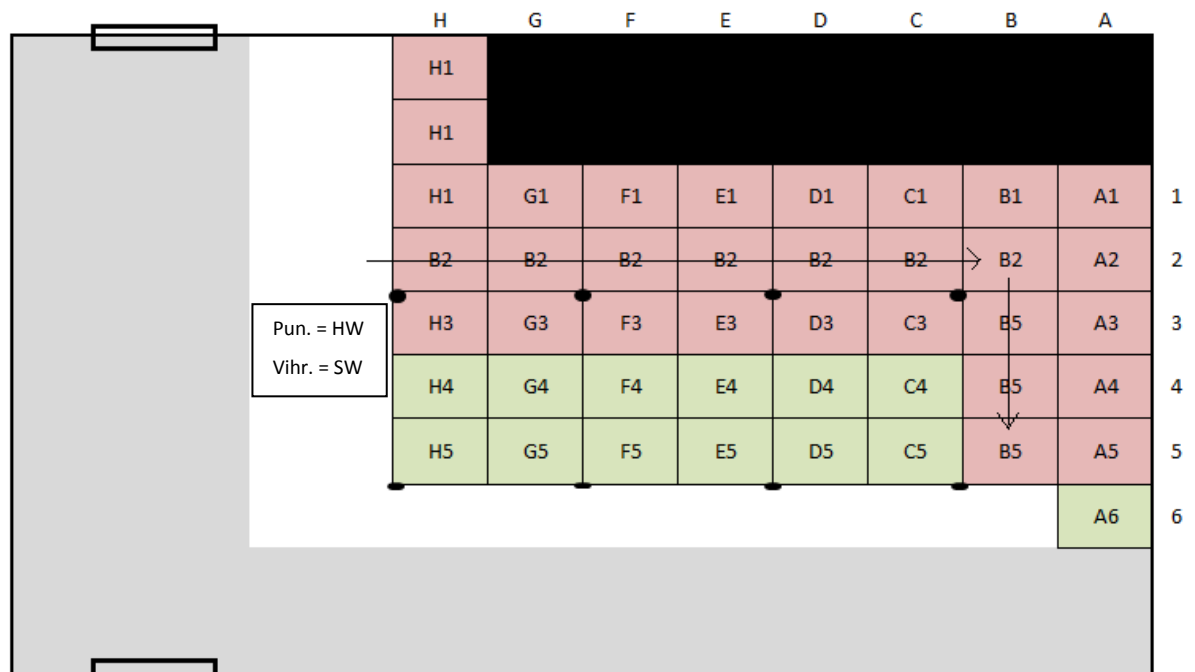 H G F E D C B A
H1
H1
H1 G1 F1 E1 D1 C1 B1 A1 1
B2 B2 B2 B2 B2 B2 B2 A2 2
H3 G3 F3 E3 D3 C3 B5 A3 3
Pun. = HW
Vihr. = SW
H4 G4 F4 E4 D4 C4 B5 A4 4
H5 G5 F5 E5 D5 C5 B5 A5 5
A6 6